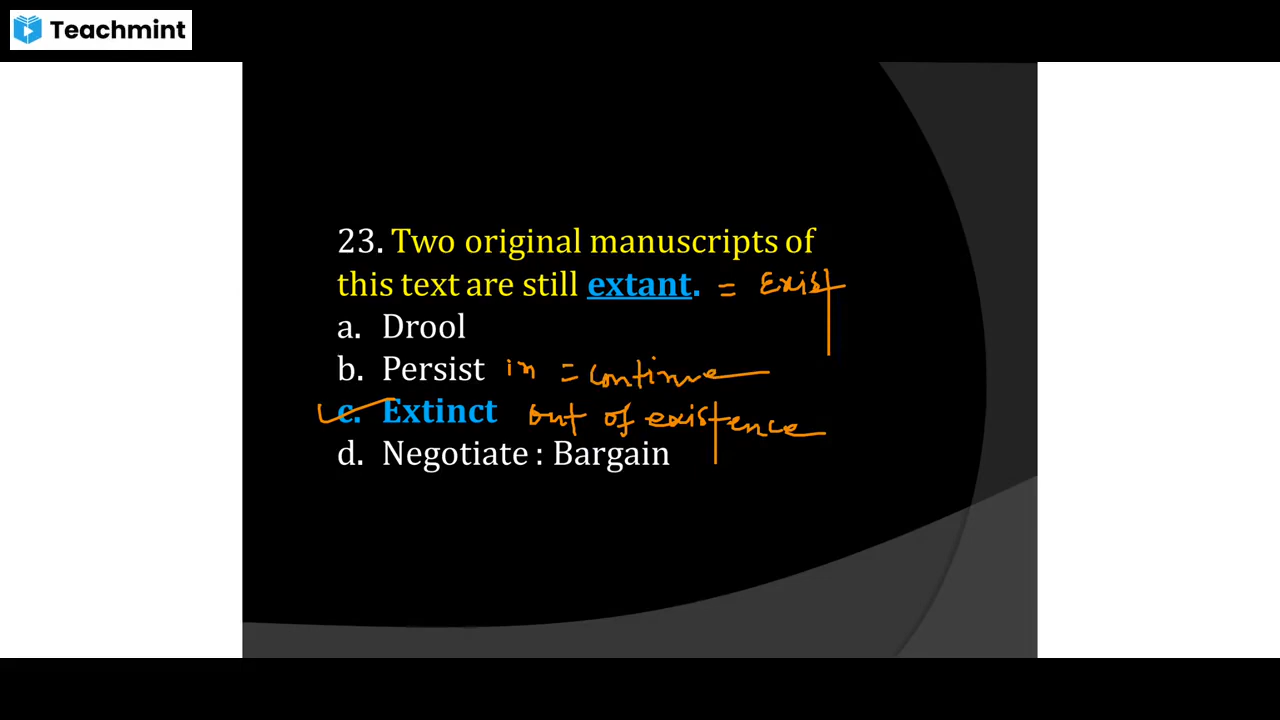 Teachmint
23. Two original manuscripts of
this text are still extant. = Exist
a. Drool
b. Persist in = continue
c. Extinct out of existence
d. Negotiate : Bargain